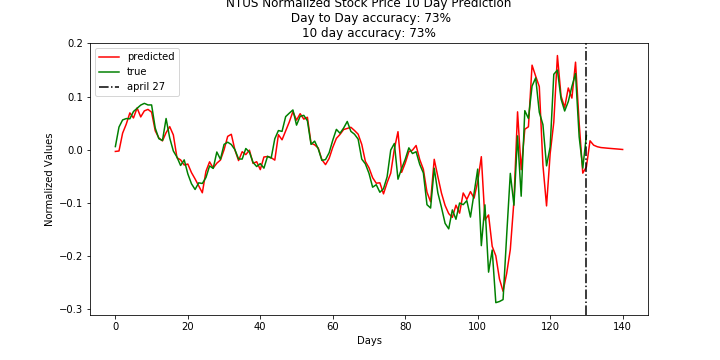 NTUS Normalized Stock Price 10 Day Prediction
Day to Day accuracy: 73%
10 day accuracy: 73%
predicted
true
april 27
Normalized Values
0.2
0.1
0.0
−0.1
−0.2
−0.3
0 20 40 60 80 100 120 140
Days